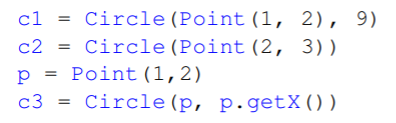 c1 = Circle(Point(1, 2), 9)
c2 = Circle(Point(2, 3))
p = Point(1,2)
c3 = Circle(p, p.getX())